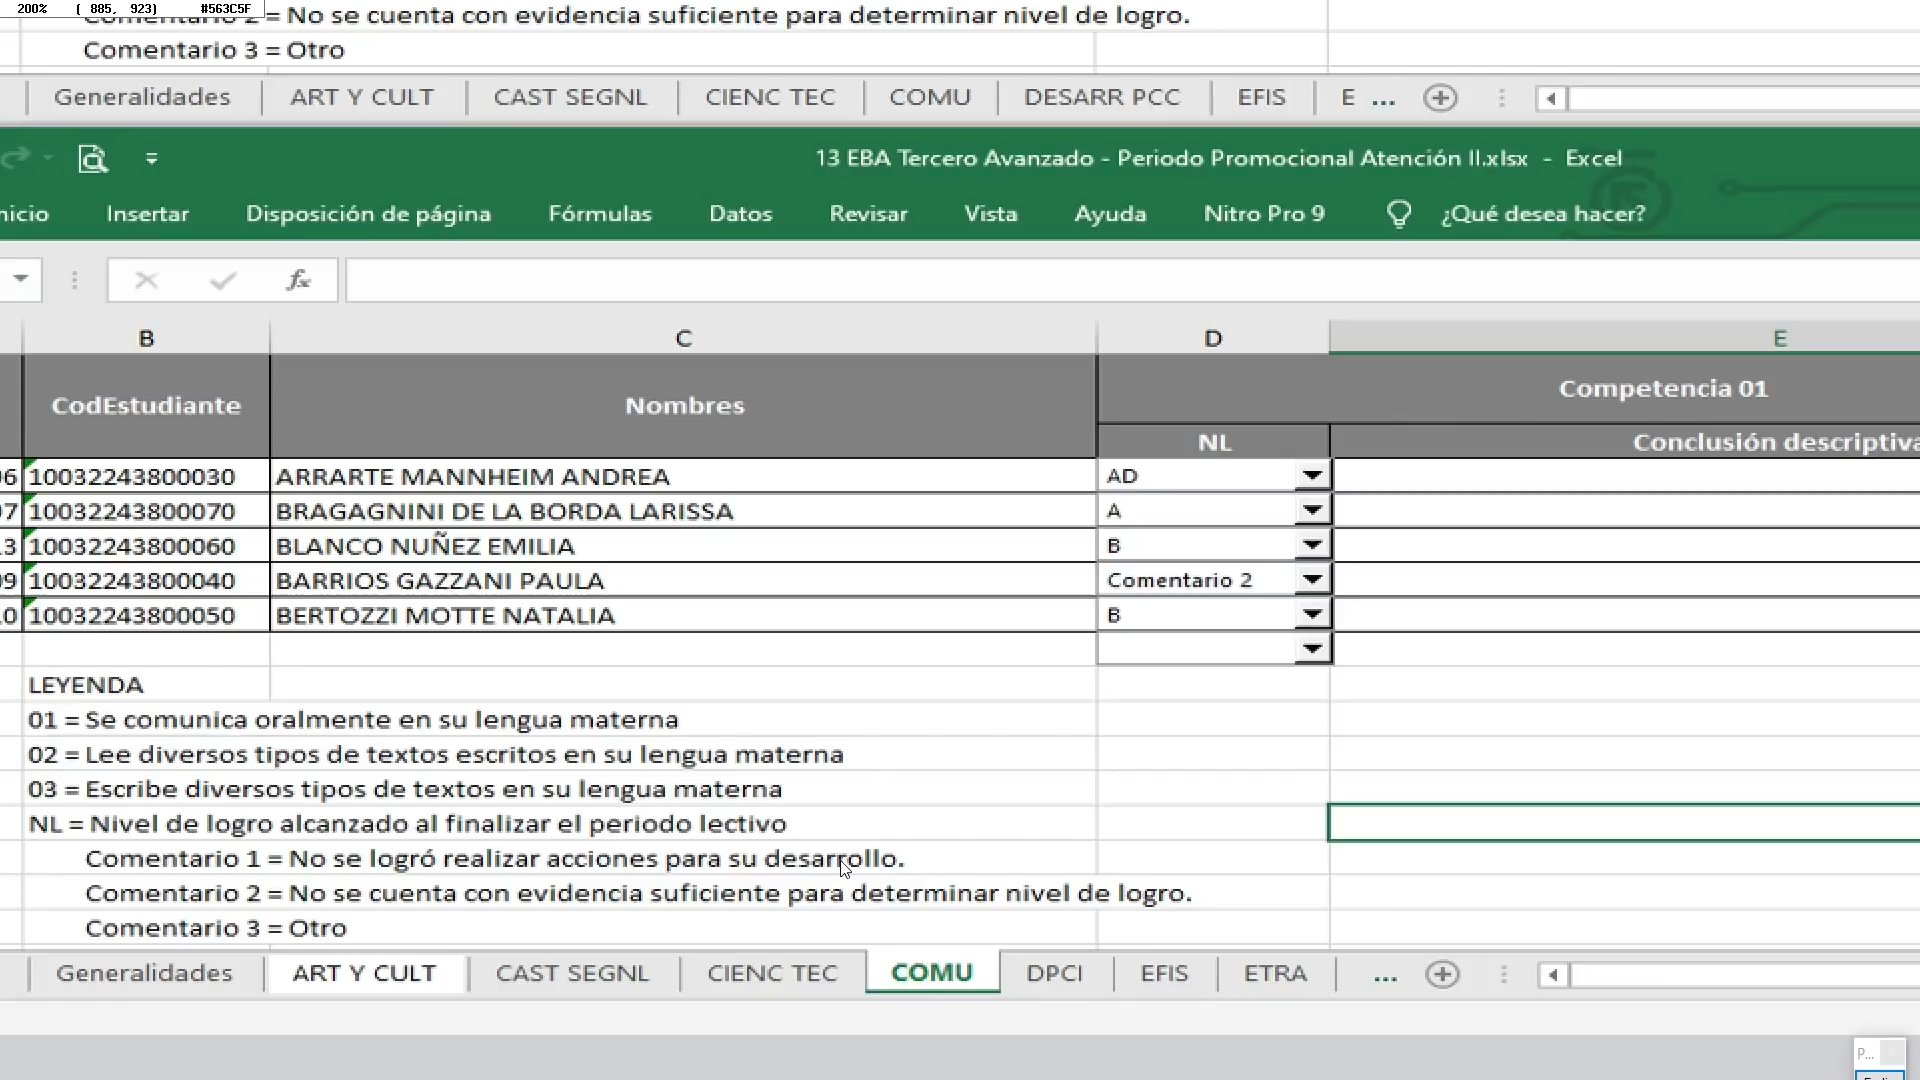 200% ( 885, 923) #563C5F
Comentario 2 = No se cuenta con evidencia suficiente para determinar nivel de logro.
Comentario 3 = Otro
Generalidades ART Y CULT CAST SEGNL CIENC TEC COMU DESARR PCC EFIS E ...
13 EBA Tercero Avanzado - Periodo Promocional Atención II.xlsx - Excel
nicio Insertar Disposición de página Fórmulas Datos Revisar Vista Ayuda Nitro Pro 9 ¿Qué desea hacer?
fx
B C D E
CodEstudiante Nombres Competencia 01
NL Conclusión descriptiva
06 10032243800030 ARRARTE MANNHEIM ANDREA AD
07 10032243800070 BRAGAGNINI DE LA BORDA LARISSA A
13 10032243800060 BLANCO NUÑEZ EMILIA B
09 10032243800040 BARRIOS GAZZANI PAULA Comentario 2
10 10032243800050 BERTOZZI MOTTE NATALIA B
LEYENDA
01 = Se comunica oralmente en su lengua materna
02 = Lee diversos tipos de textos escritos en su lengua materna
03 = Escribe diversos tipos de textos en su lengua materna
NL = Nivel de logro alcanzado al finalizar el periodo lectivo
Comentario 1 = No se logró realizar acciones para su desarrollo.
Comentario 2 = No se cuenta con evidencia suficiente para determinar nivel de logro.
Comentario 3 = Otro
Generalidades ART Y CULT CAST SEGNL CIENC TEC COMU DPCI EFIS ETRA ...
P...